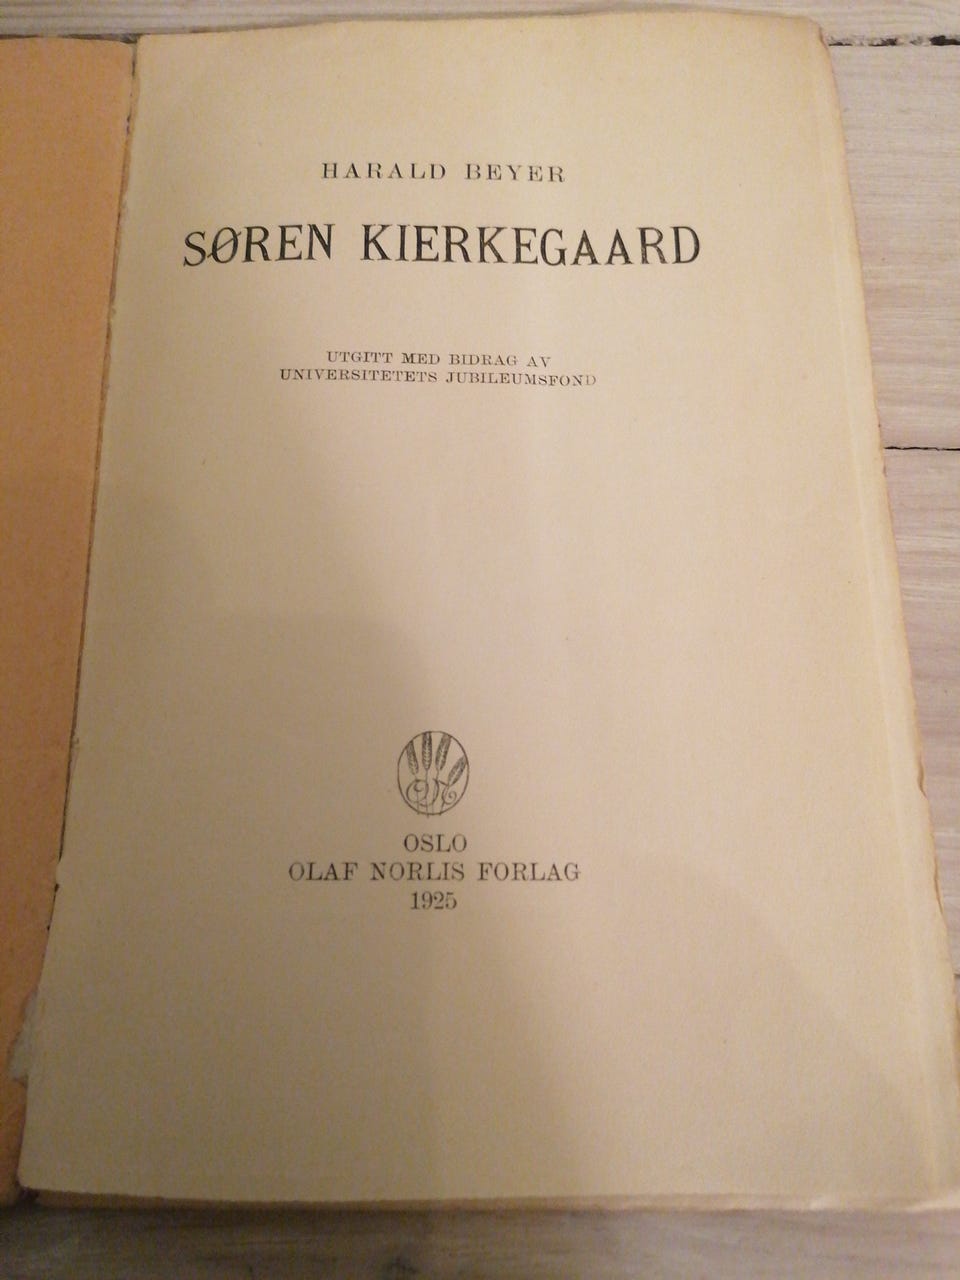 HARALD BEYER
SØREN KIERKEGAARD
UTGITT MED BIDRAG AV
UNIVERSITETETS JUBILEUMSFOND
OSLO
OLAF NORLIS FORLAG
1925